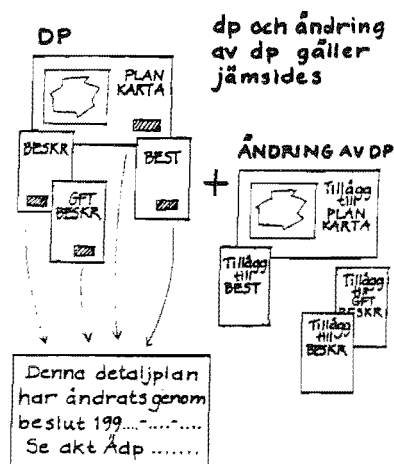 DP
dp och ändring
av dp gäller
jämsides
PLAN
KARTA
BESKR
BEST
GFT
BESKR
+
ÄNDRING AV DP
Tillägg
till
PLAN
KARTA
Tillägg
till
BEST
Tillägg
till
GFT
BESKR
Tillägg
till
BESKR
Denna detaljplan
har ändrats genom
beslut 199....-....-....
Se akt Ädp .......